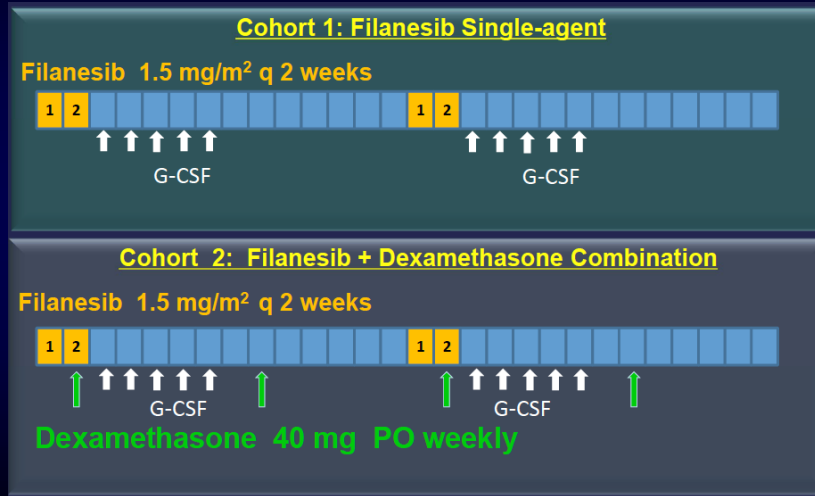 Cohort 1: Filanesib Single-agent
Filanesib 1.5 mg/m² q 2 weeks
1 2 1 2
G-CSF G-CSF
Cohort 2: Filanesib + Dexamethasone Combination
Filanesib 1.5 mg/m² q 2 weeks
1 2 1 2
G-CSF G-CSF
Dexamethasone 40 mg PO weekly